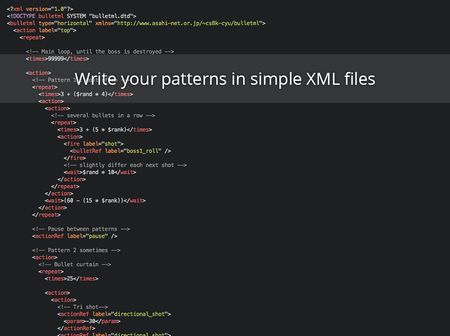 <?xml version="1.0"?>
<!DOCTYPE bulletml SYSTEM "bulletml.dtd">
<bulletml type="horizontal" xmlns="http://www.asahi-net.or.jp/~cs8k-cyu/bulletml">
<action label="top">
<repeat>
<!-- Main loop, until the boss is destroyed -->
<times>99999</times>
<action>
<!-- Pattern
Write your patterns in simple XML files
<times>3 + ($rand * 4)</times>
<action>
<action>
<!-- several bullets in a row -->
<repeat>
<times>3 + (5 * $rank)</times>
<action>
<fire label="shot">
<bulletRef label="boss1_roll" />
</fire>
<!-- slightly differ each next shot -->
<wait>$rand * 10</wait>
</action>
</repeat>
</action>
<wait>(60 - (15 * $rank))</wait>
</action>
</repeat>
<!-- Pause between patterns -->
<actionRef label="pause" />
<!-- Pattern 2 sometimes -->
<action>
<!-- Bullet curtain -->
<repeat>
<times>25</times>
<action>
<action>
<!-- Tri shot-->
<actionRef label="directional_shot">
<param>-30</param>
</actionRef>
<actionRef label="directional_shot">